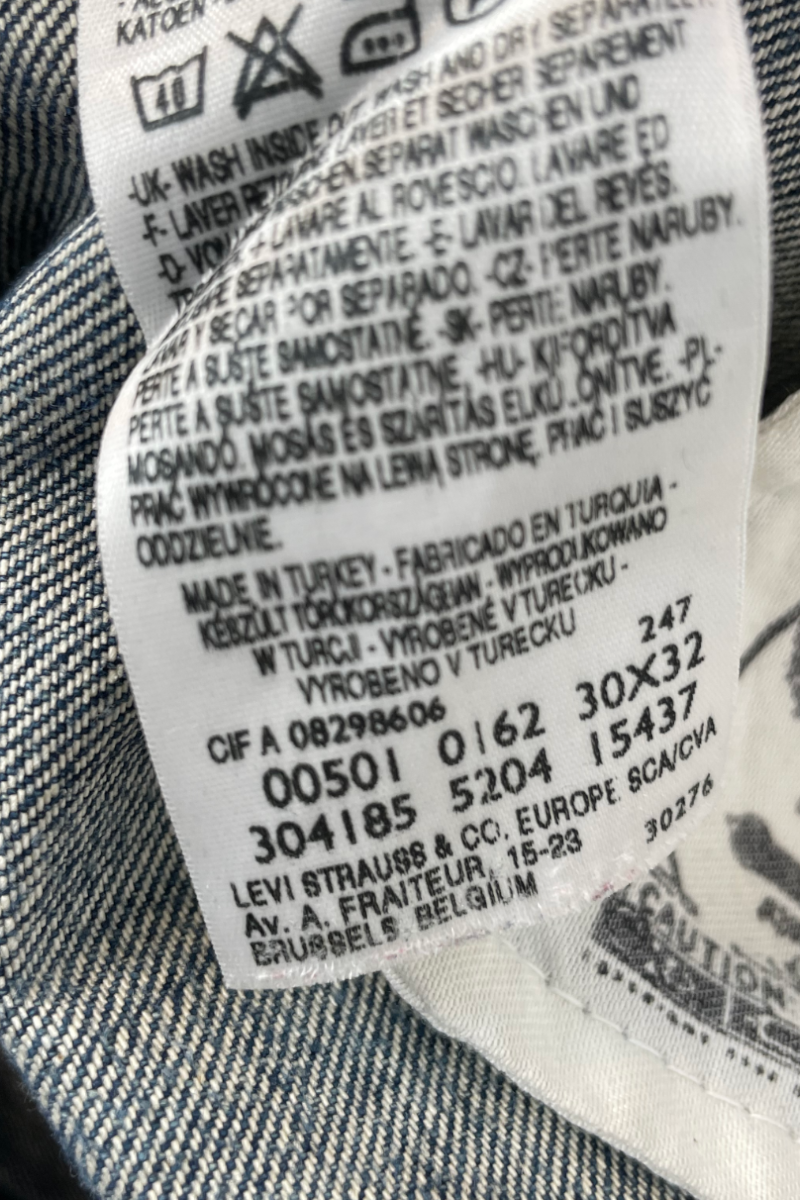 KATOEN
40
-UK- WASH INSIDE OUT, WASH AND DRY SEPARATELY.
-F- LAVER ET SECHER SEPAREMENT
-D- SEPARAT WASCHEN UND
LAVARE AL ROVESCIO. LAVARE ED
SEPARATAMENTE. -E- LAVAR DEL REVÉS.
Y SECAR POR SEPARADO. -CZ- PERTE NARUBY.
PERTE A SUŠTE SAMOSTATNĚ. -SK- PERTE NARUBY.
PERTE A SUŠTE SAMOSTATNE. -HU- KIFORDÍTVA
MOSANDÓ. MOSÁS ÉS SZÁRÍTÁS ELKÜLÖNÍTVE. -PL-
PRAĆ WYWRÓCONE NA LEWĄ STRONĘ, PRAĆ I SUSZYĆ
ODDZIELNIE.
MADE IN TURKEY - FABRICADO EN TURQUIA -
KÉSZÜLT TÖRÖKORSZÁGBAN - WYPRODUKOWANO
W TURCJI - VYROBENÉ V TURECKU -
VYROBENO V TURECKU
247
CIF A 08298606
00501 0162 30X32
304185 5204 15437
LEVI STRAUSS & CO. EUROPE SCA/CVA
AV. A. FRAITEUR, 15-23 30276
BRUSSELS BELGIUM
CAUTION